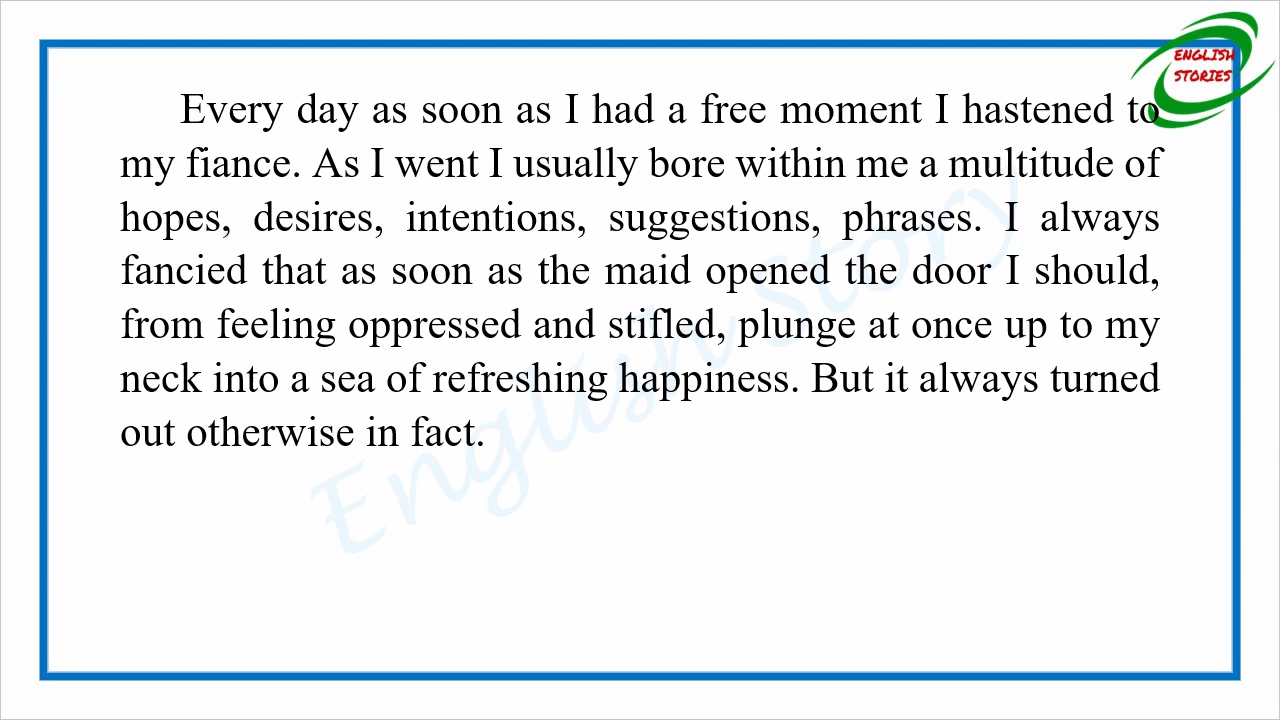 ENGLISH
STORIES
Every day as soon as I had a free moment I hastened to
my fiance. As I went I usually bore within me a multitude of
hopes, desires, intentions, suggestions, phrases. I always
fancied that as soon as the maid opened the door I should,
from feeling oppressed and stifled, plunge at once up to my
neck into a sea of refreshing happiness. But it always turned
out otherwise in fact.
English Story